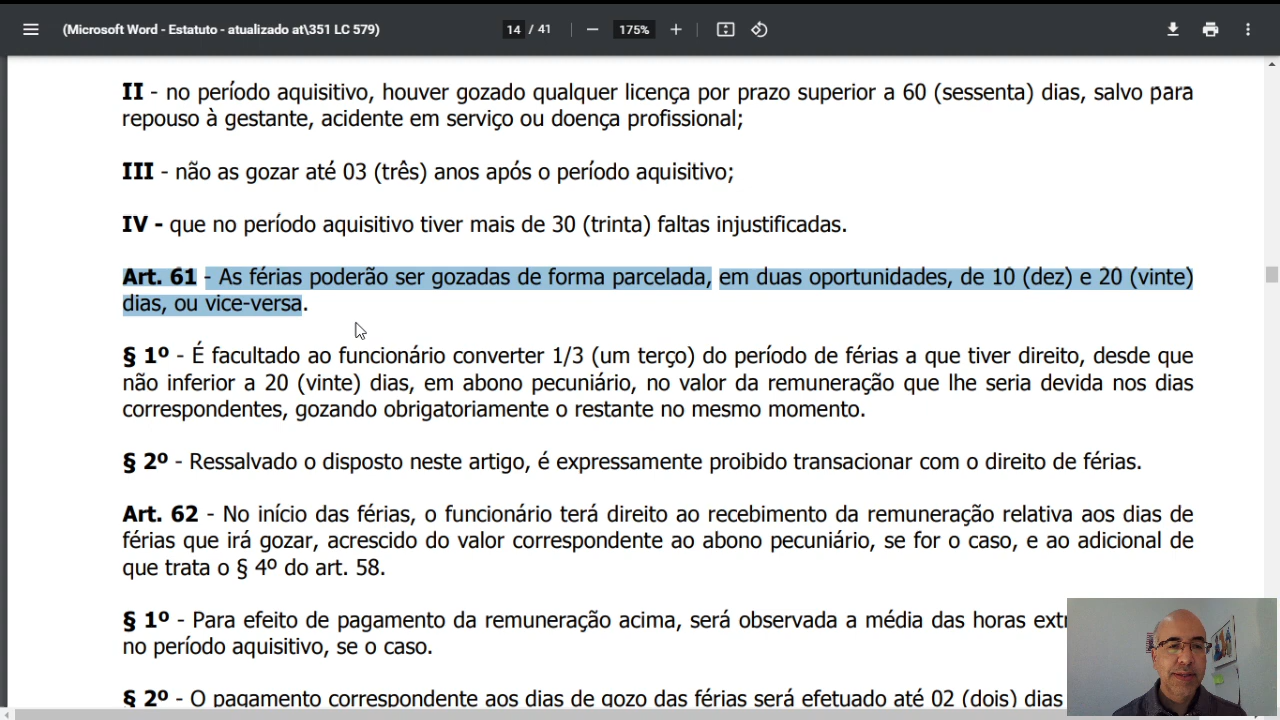 (Microsoft Word - Estatuto - atualizado at\351 LC 579)
14 / 41
175%
II - no período aquisitivo, houver gozado qualquer licença por prazo superior a 60 (sessenta) dias, salvo para
repouso à gestante, acidente em serviço ou doença profissional;
III - não as gozar até 03 (três) anos após o período aquisitivo;
IV - que no período aquisitivo tiver mais de 30 (trinta) faltas injustificadas.
Art. 61 - As férias poderão ser gozadas de forma parcelada, em duas oportunidades, de 10 (dez) e 20 (vinte)
dias, ou vice-versa.
§ 1º - É facultado ao funcionário converter 1/3 (um terço) do período de férias a que tiver direito, desde que
não inferior a 20 (vinte) dias, em abono pecuniário, no valor da remuneração que lhe seria devida nos dias
correspondentes, gozando obrigatoriamente o restante no mesmo momento.
§ 2º - Ressalvado o disposto neste artigo, é expressamente proibido transacionar com o direito de férias.
Art. 62 - No início das férias, o funcionário terá direito ao recebimento da remuneração relativa aos dias de
férias que irá gozar, acrescido do valor correspondente ao abono pecuniário, se for o caso, e ao adicional de
que trata o § 4º do art. 58.
§ 1º - Para efeito de pagamento da remuneração acima, será observada a média das horas extr
no período aquisitivo, se o caso.
§ 2º - O pagamento correspondente aos dias de gozo das férias será efetuado até 02 (dois) dias